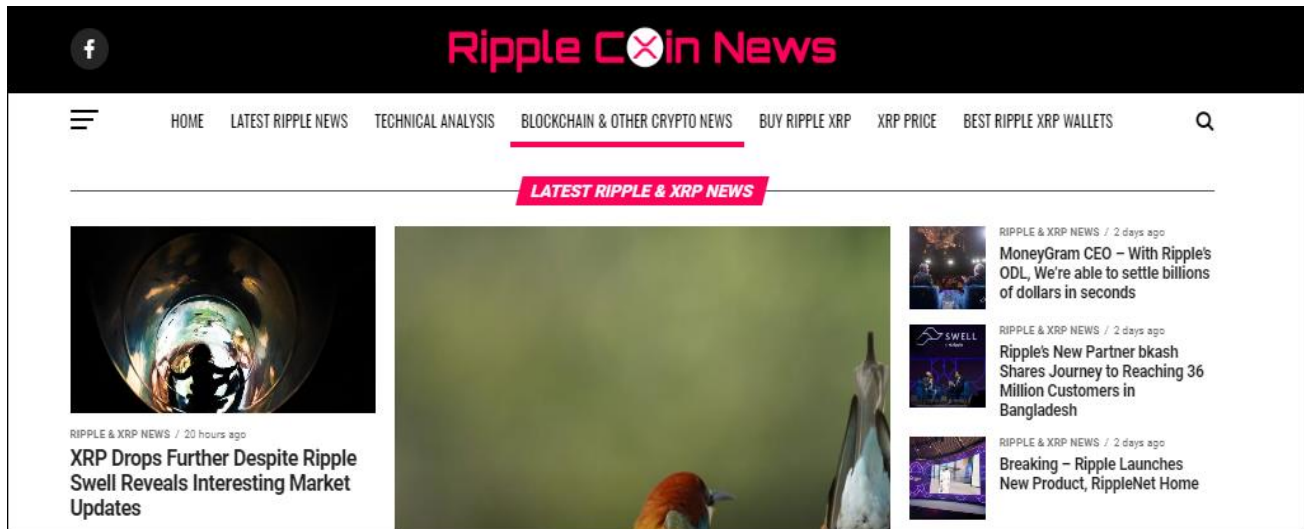 f
Ripple Coin News
HOME LATEST RIPPLE NEWS TECHNICAL ANALYSIS BLOCKCHAIN & OTHER CRYPTO NEWS BUY RIPPLE XRP XRP PRICE BEST RIPPLE XRP WALLETS
LATEST RIPPLE & XRP NEWS
RIPPLE & XRP NEWS / 20 hours ago
XRP Drops Further Despite Ripple
Swell Reveals Interesting Market
Updates
RIPPLE & XRP NEWS / 2 days ago
MoneyGram CEO – With Ripple's
ODL, We're able to settle billions
of dollars in seconds
SWELL
RIPPLE & XRP NEWS / 2 days ago
Ripple's New Partner bkash
Shares Journey to Reaching 36
Million Customers in
Bangladesh
RIPPLE & XRP NEWS / 2 days ago
Breaking – Ripple Launches
New Product, RippleNet Home